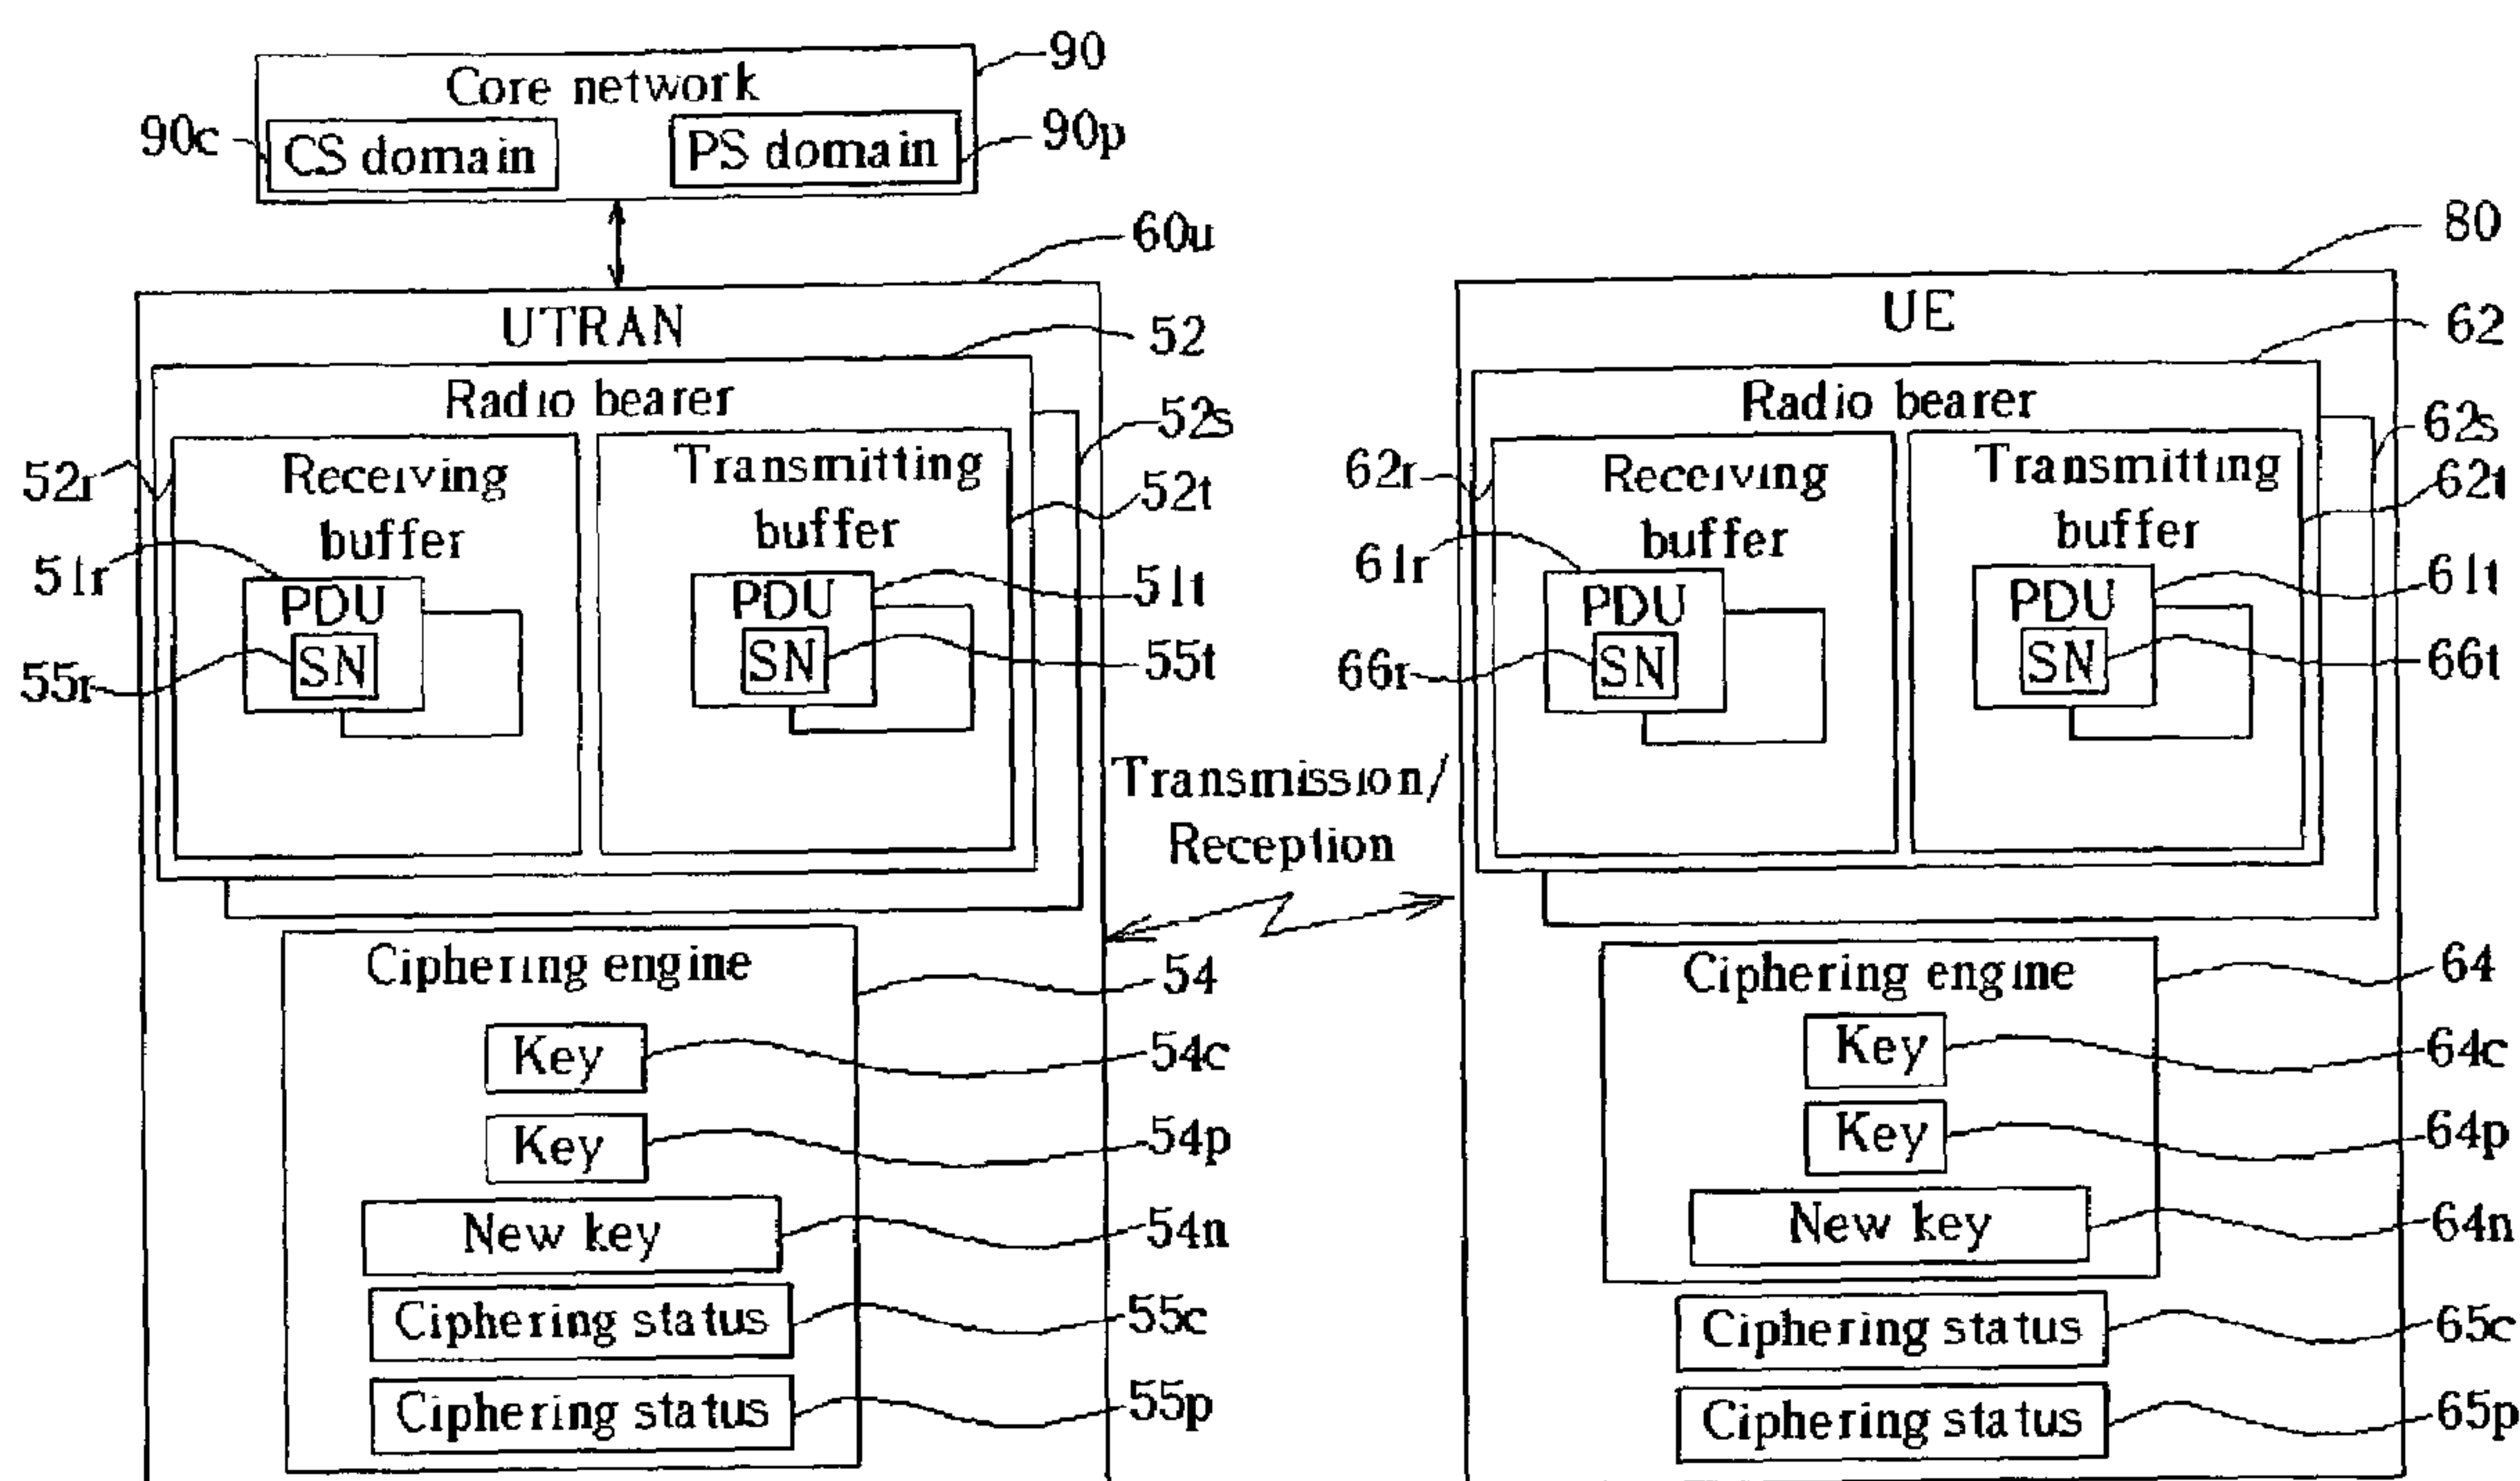 Core network
90
90c
CS domain
PS domain
90p
60u
UTRAN
52
Radio bearer
52s
52r
Receiving
buffer
Transmitting
buffer
52t
51r
PDU
SN
55r
PDU
SN
51t
55t
Transmission/
Reception
Ciphering engine
54
Key
54c
Key
54p
New key
54n
Ciphering status
55c
Ciphering status
55p
80
UE
62
Radio bearer
62s
62r
Receiving
buffer
Transmitting
buffer
62t
61r
PDU
SN
66r
PDU
SN
61t
66t
Ciphering engine
64
Key
64c
Key
64p
New key
64n
Ciphering status
65c
Ciphering status
65p